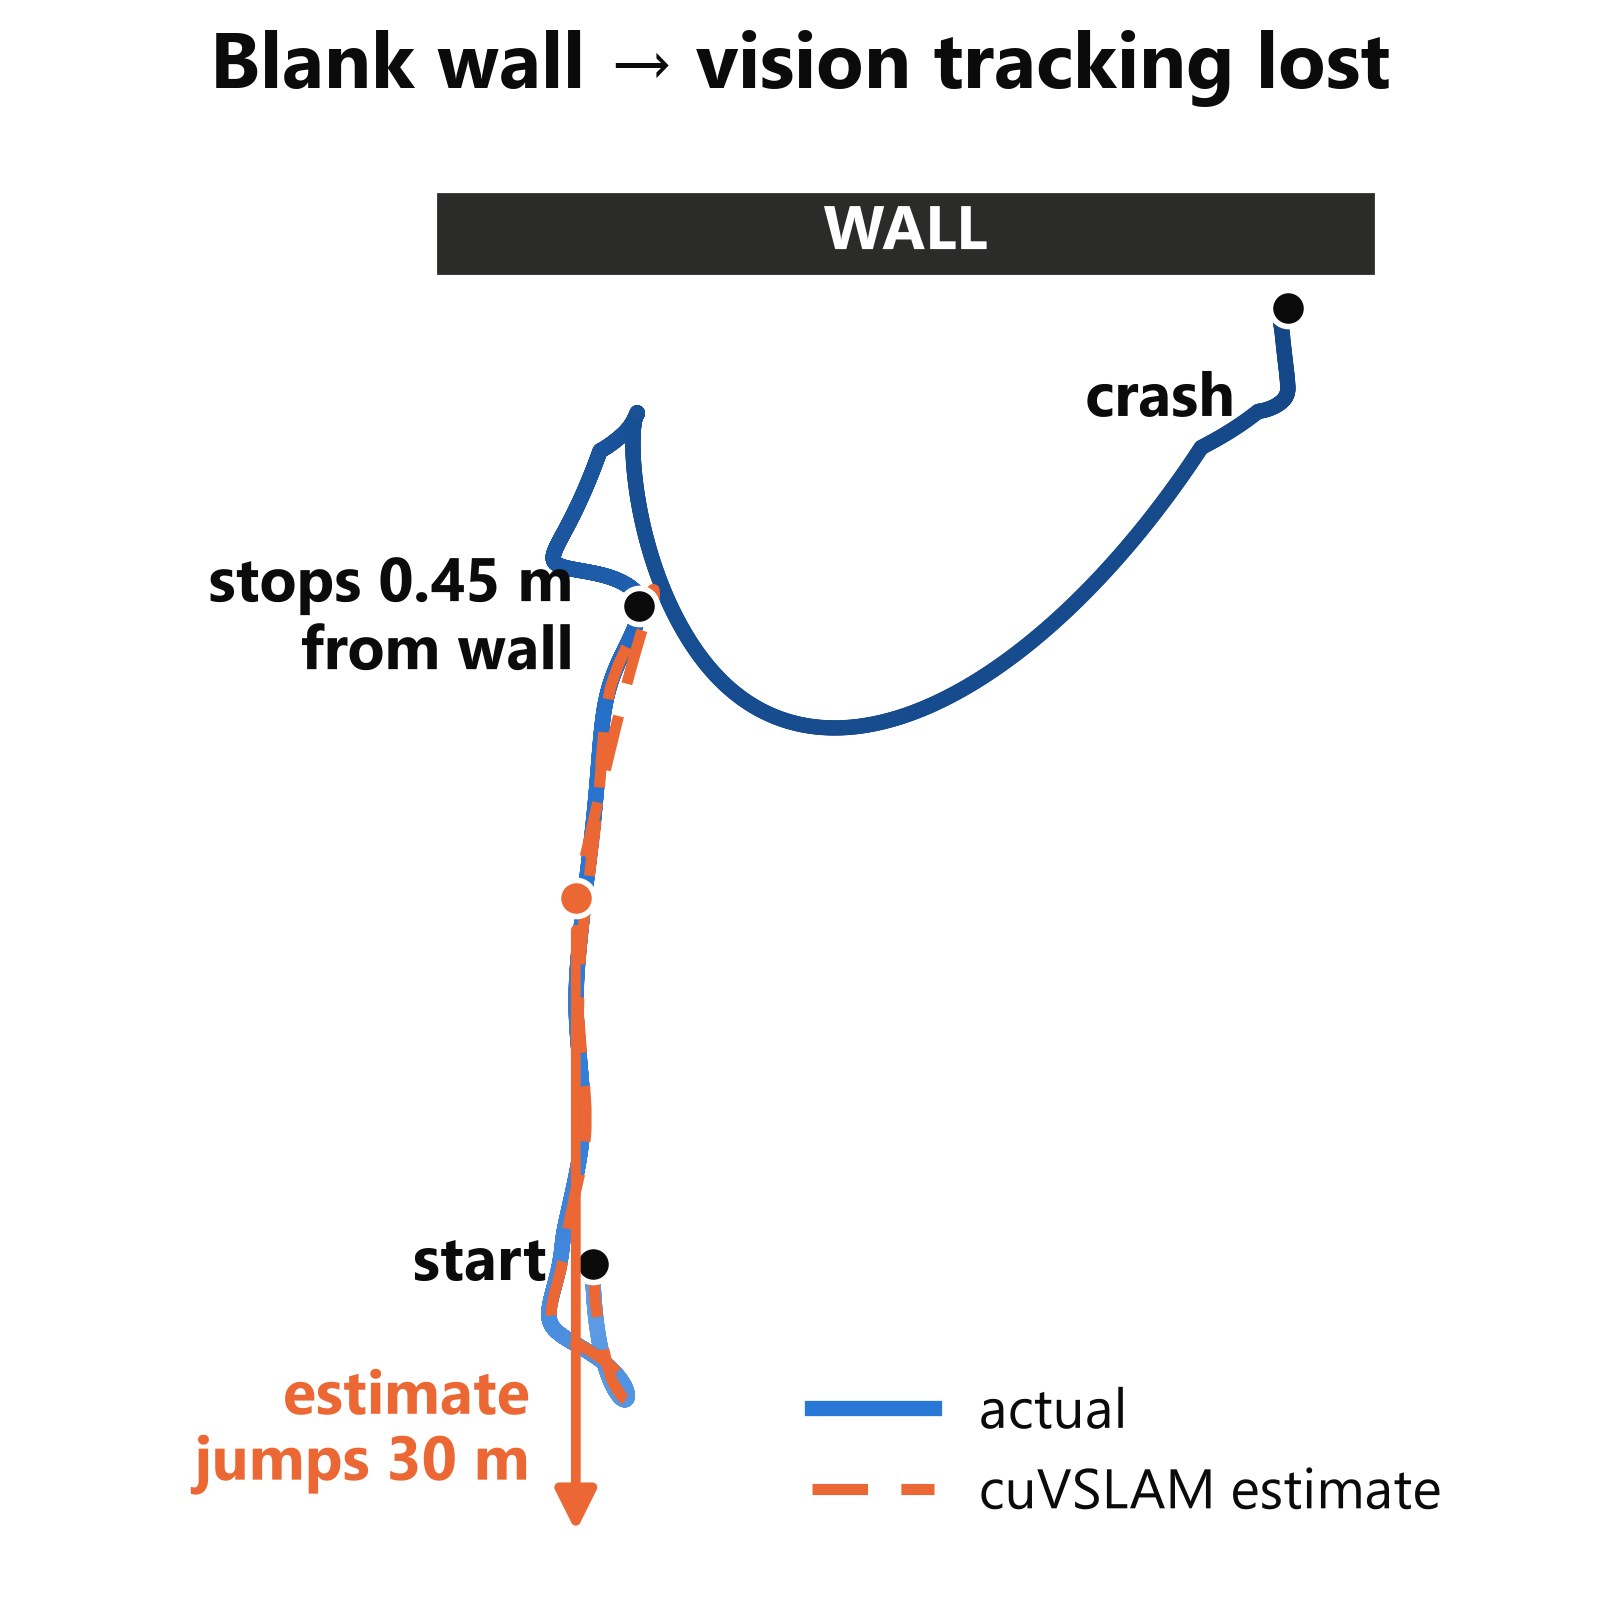 Blank wall → vision tracking lost
WALL
crash
stops 0.45 m
from wall
start
estimate
jumps 30 m
actual
cuVSLAM estimate